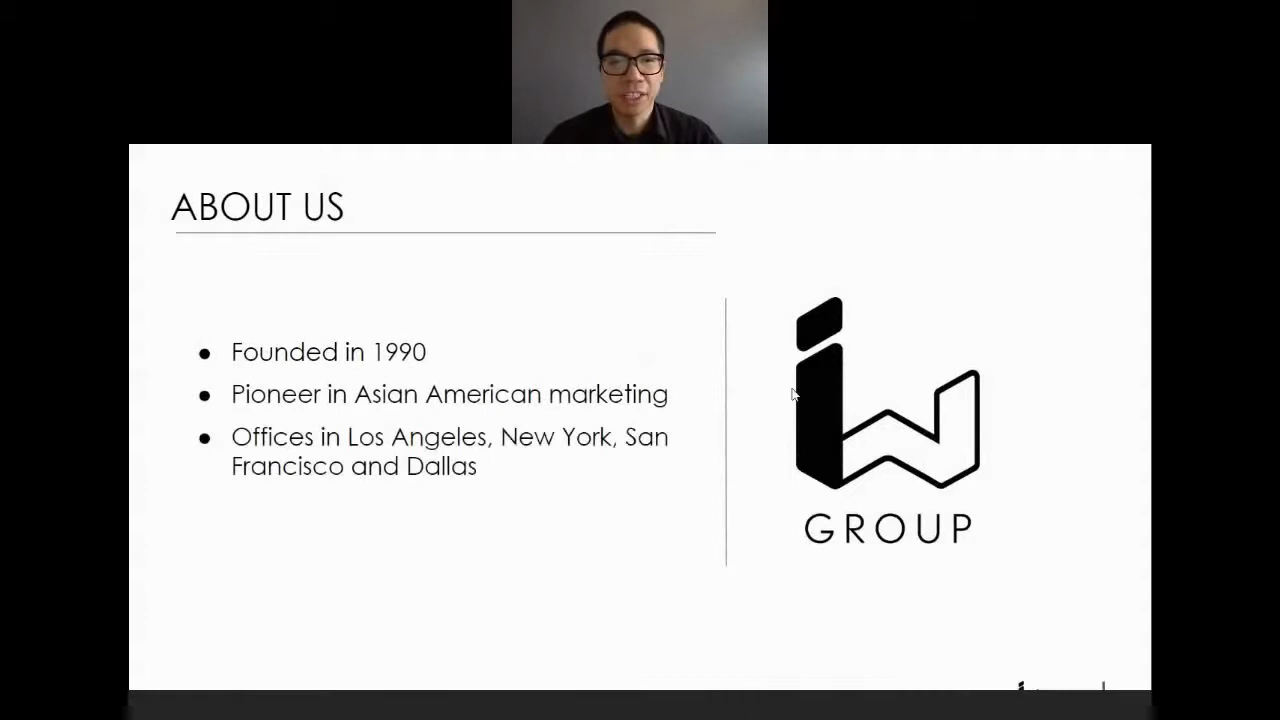 ABOUT US
● Founded in 1990
● Pioneer in Asian American marketing
● Offices in Los Angeles, New York, San
Francisco and Dallas
iw
GROUP